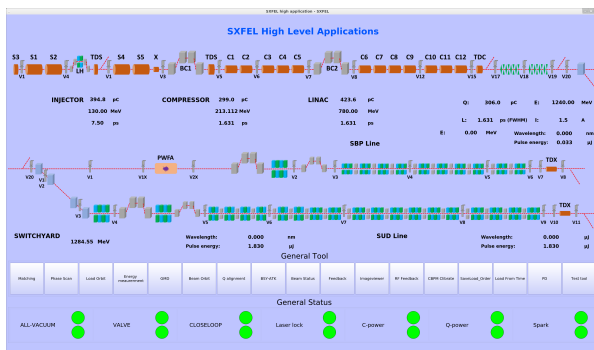 SXFEL high application - SXFEL
SXFEL High Level Applications
S3 S1 S2 TDS S4 S5 X BC1 TDS C1 C2 C3 C4 C5 BC2 C6 C7 C8 C9 C10 C11 C12 TDC
V1 V4 LH V1 V3 V5 V6 V7 V8 V12 V15 V17 V18 V19 V20
INJECTOR 394.8 pC COMPRESSOR 299.0 pC LINAC 423.6 pC Q: 306.0 pC E: 1240.00 MeV
130.00 MeV 213.112 MeV 780.00 MeV
7.50 ps 1.631 ps 1.631 ps L: 1.631 ps (FWHM) I: 1.5 A
E: 0.00 MeV Wavelength: 0.000 nm
SBP Line Pulse energy: 0.033 μJ
PWFA TDX
V20 V1 V1X V2X V2 V3 V4 V5 V6 V7 V8
V3
V2
TDX
V3 V4 V5 V6 V7 V8 V9 V10 V11
SWITCHYARD 1284.55 MeV Wavelength: 0.000 nm SUD Line Wavelength: 0.000 nm
Pulse energy: 1.830 μJ Pulse energy: 1.830 μJ
General Tool
Matching Phase Scan Load Orbit Energy measurement GMD Beam Orbit Q alignment Beam Status Feedback imageviewer RF Feedback Save/Load_Order Load From Time Test tool
General Status
ALL-VACUUM VALVE CLOSELOOP Laser lock C-power Q-power Spark